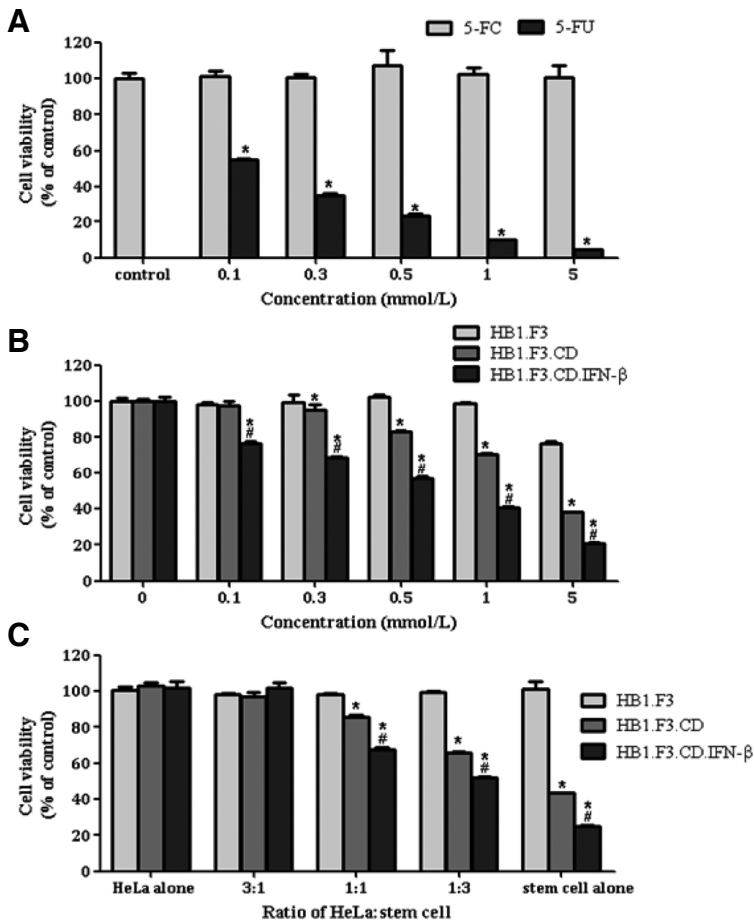 A
5-FC 5-FU
120
100
80
60
40
20
0
Cell viability
(% of control)
* * * * *
control 0.1 0.3 0.5 1 5
Concentration (mmol/L)
B
HB1.F3
HB1.F3.CD
HB1.F3.CD.IFN-β
120
100
80
60
40
20
0
Cell viability
(% of control)
*
#
*
*
#
*
*
#
*
*
#
*
*
#
0 0.1 0.3 0.5 1 5
Concentration (mmol/L)
C
HB1.F3
HB1.F3.CD
HB1.F3.CD.IFN-β
120
100
80
60
40
20
0
Cell viability
(% of control)
*
*
#
*
*
#
*
*
#
HeLa alone 3:1 1:1 1:3 stem cell alone
Ratio of HeLa:stem cell